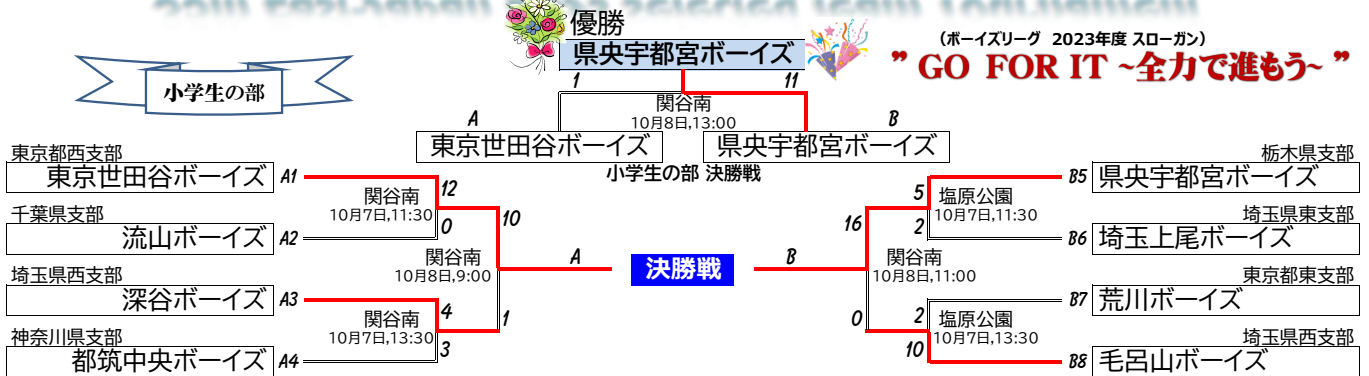 優勝
県央宇都宮ボーイズ
(ボーイズリーグ 2023年度 スローガン)
” GO FOR IT ~全力で進もう~ ”
小学生の部
1
11
関谷南
10月8日,13:00
A
B
東京世田谷ボーイズ
県央宇都宮ボーイズ
小学生の部 決勝戦
東京都西支部
東京世田谷ボーイズ
A1
千葉県支部
流山ボーイズ
A2
埼玉県西支部
深谷ボーイズ
A3
神奈川県支部
都筑中央ボーイズ
A4
関谷南
10月7日,11:30
12
0
関谷南
10月7日,13:30
4
3
関谷南
10月8日,9:00
10
1
A
決勝戦
B
16
0
関谷南
10月8日,11:00
5
2
塩原公園
10月7日,11:30
2
10
塩原公園
10月7日,13:30
栃木県支部
B5
県央宇都宮ボーイズ
埼玉県東支部
B6
埼玉上尾ボーイズ
東京都東支部
B7
荒川ボーイズ
埼玉県西支部
B8
毛呂山ボーイズ